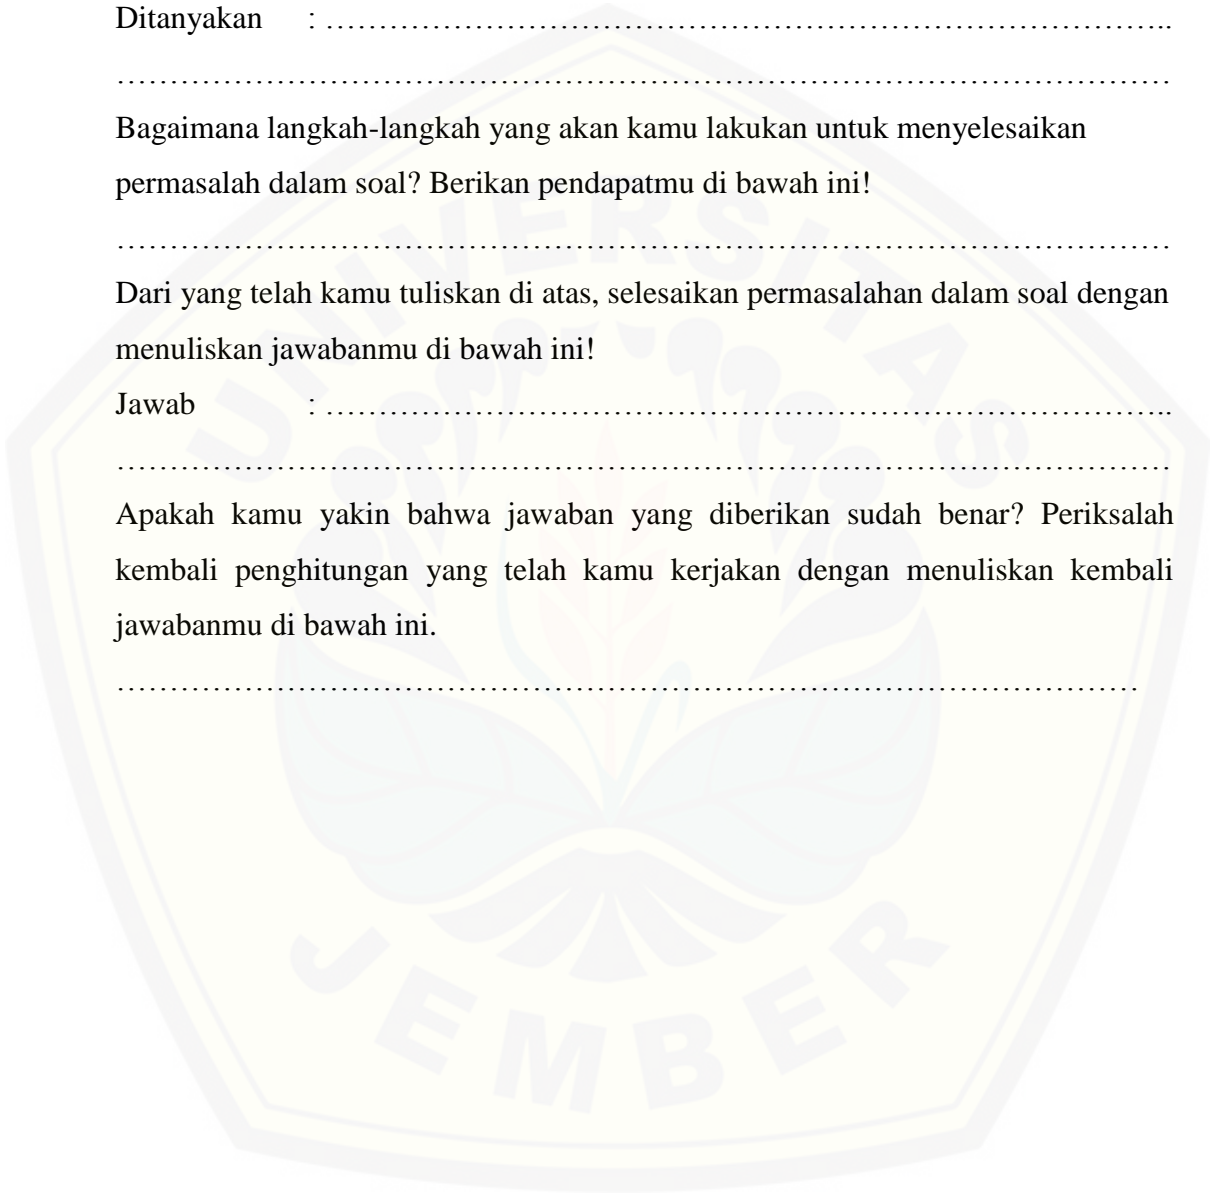 Ditanyakan : ……………………………………………………………………..
………………………………………………………………………………………
Bagaimana langkah-langkah yang akan kamu lakukan untuk menyelesaikan
permasalah dalam soal? Berikan pendapatmu di bawah ini!
………………………………………………………………………………………
Dari yang telah kamu tuliskan di atas, selesaikan permasalahan dalam soal dengan
menuliskan jawabanmu di bawah ini!
Jawab : ……………………………………………………………………..
………………………………………………………………………………………
Apakah kamu yakin bahwa jawaban yang diberikan sudah benar? Periksalah
kembali penghitungan yang telah kamu kerjakan dengan menuliskan kembali
jawabanmu di bawah ini.
……………………………………………………………………………………
UNIVERSITAS
JEMBER